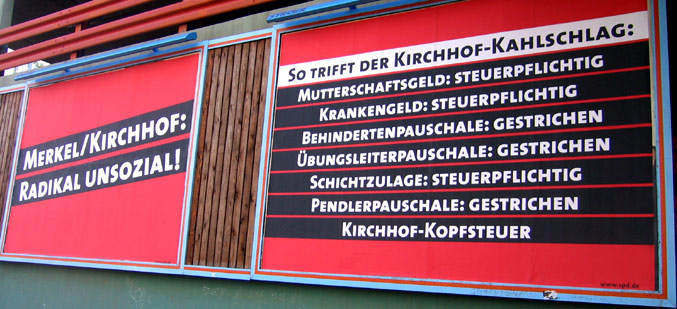 Merkel/Kirchhof:
Radikal unsozial!
So trifft der Kirchhof-Kahlschlag:
Mutterschaftsgeld: steuerpflichtig
Krankengeld: steuerpflichtig
Behindertenpauschale: gestrichen
Übungsleiterpauschale: gestrichen
Schichtzulage: steuerpflichtig
Pendlerpauschale: gestrichen
Kirchhof-Kopfsteuer
www.spd.de